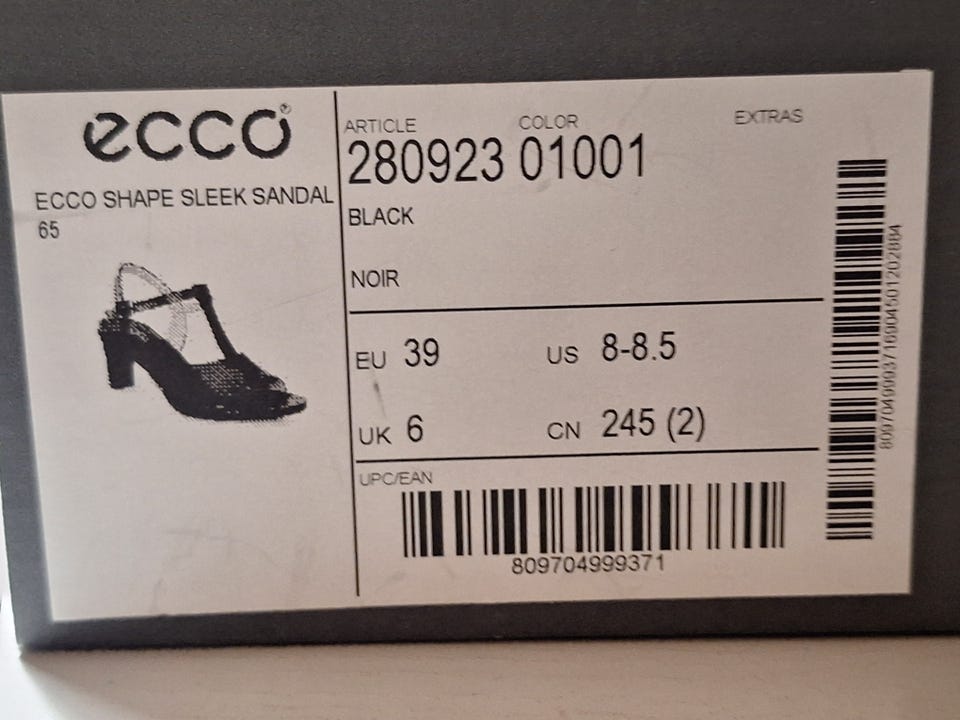 ecco®
ECCO SHAPE SLEEK SANDAL
65
ARTICLE COLOR EXTRAS
280923 01001
BLACK
NOIR
EU 39 US 8-8.5
UK 6 CN 245 (2)
UPC/EAN
809704999371
8097049993716904501202884